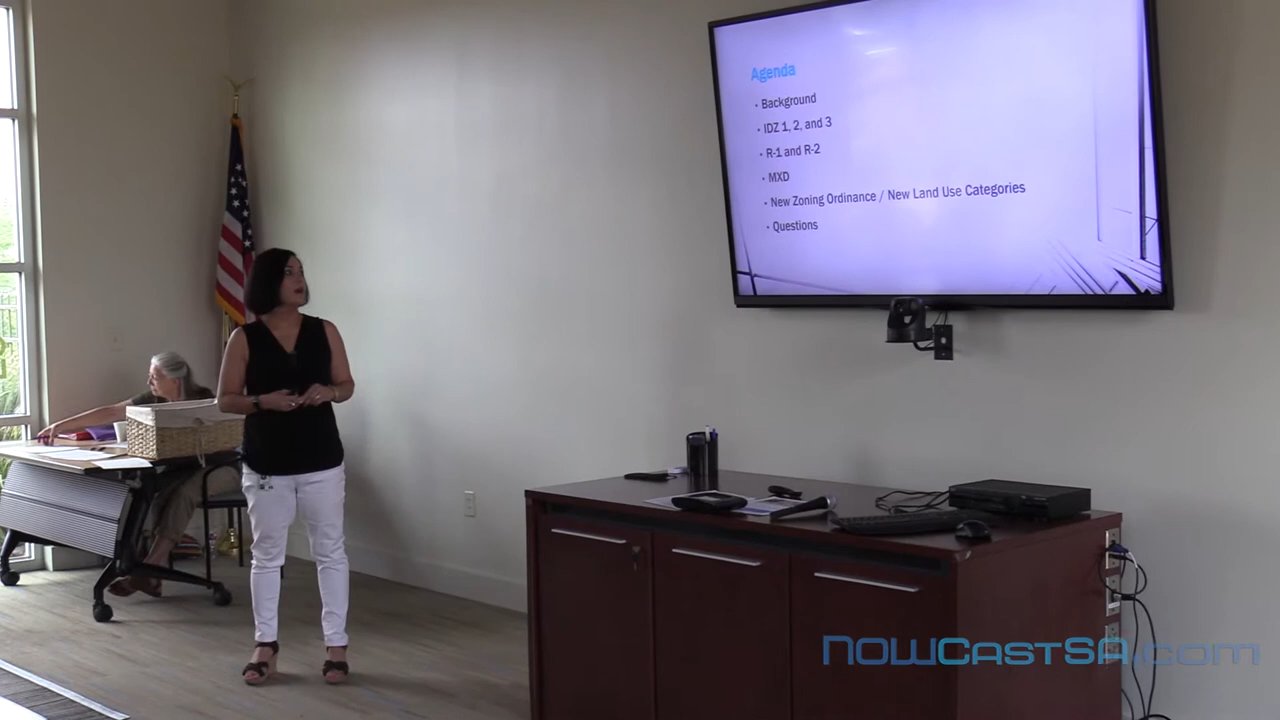 Agenda
• Background
• IDZ 1, 2, and 3
• R-1 and R-2
• MXD
• New Zoning Ordinance / New Land Use Categories
• Questions
NOWCastSA.com